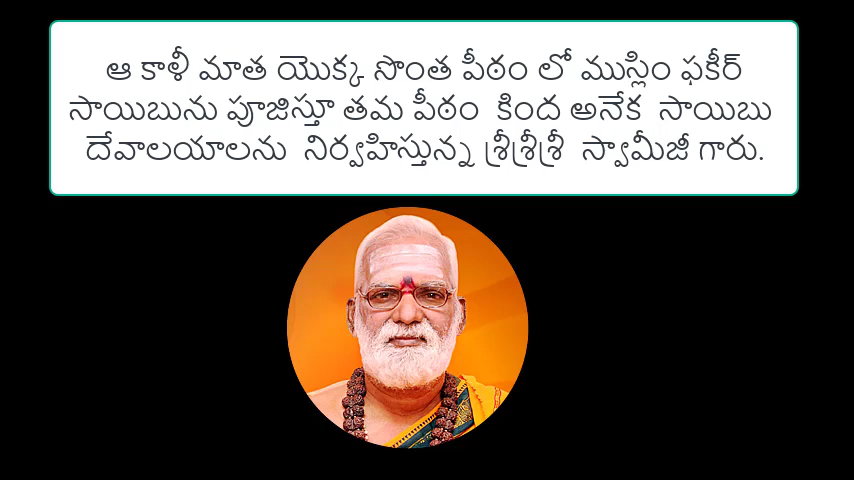 ఆ కాళీ మాత యొక్క సొంత పీఠం లో ముస్లిం ఫకీర్
సాయిబును పూజిస్తూ తమ పీఠం కింద అనేక సాయిబు
దేవాలయాలను నిర్వహిస్తున్న శ్రీశ్రీశ్రీ స్వామీజీ గారు.